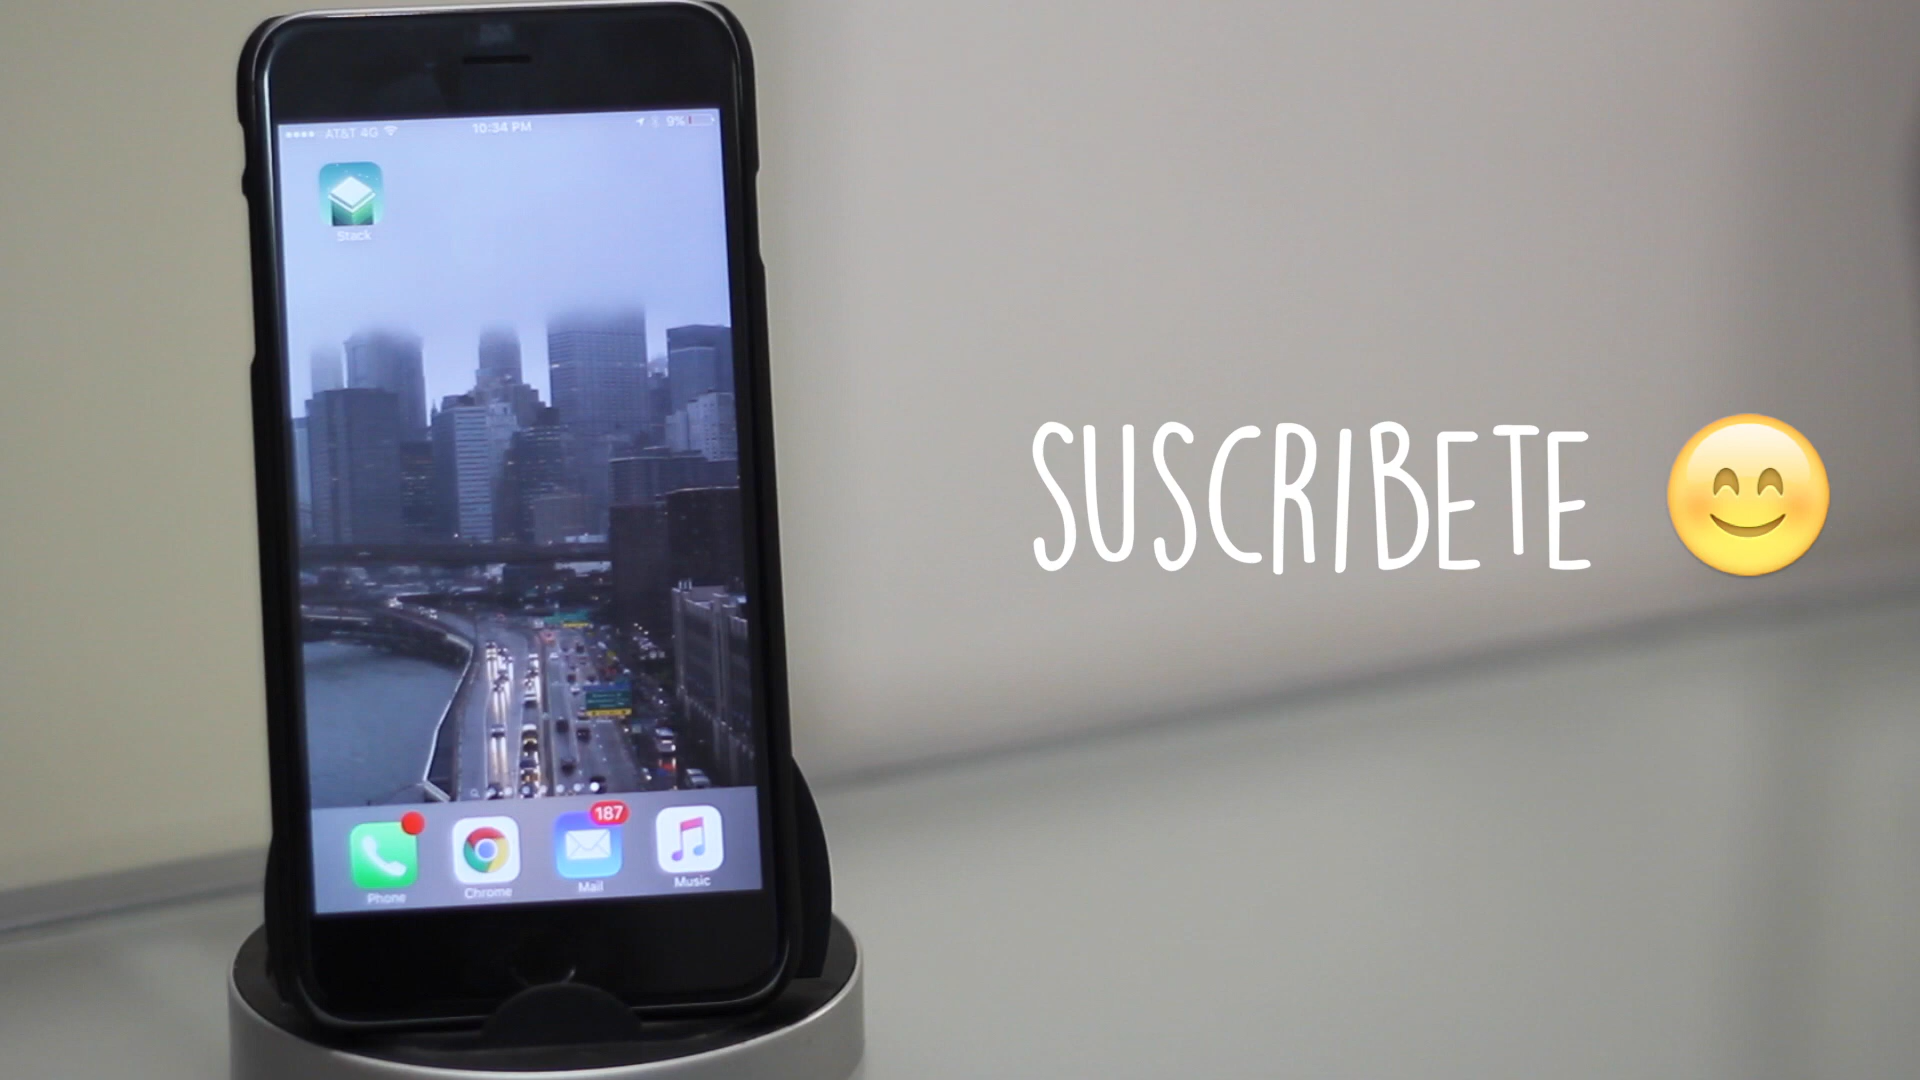 AT&T 4G 10:34 PM 9%
Stack
SUSCRIBETE 😊
187
Phone Chrome Mail Music